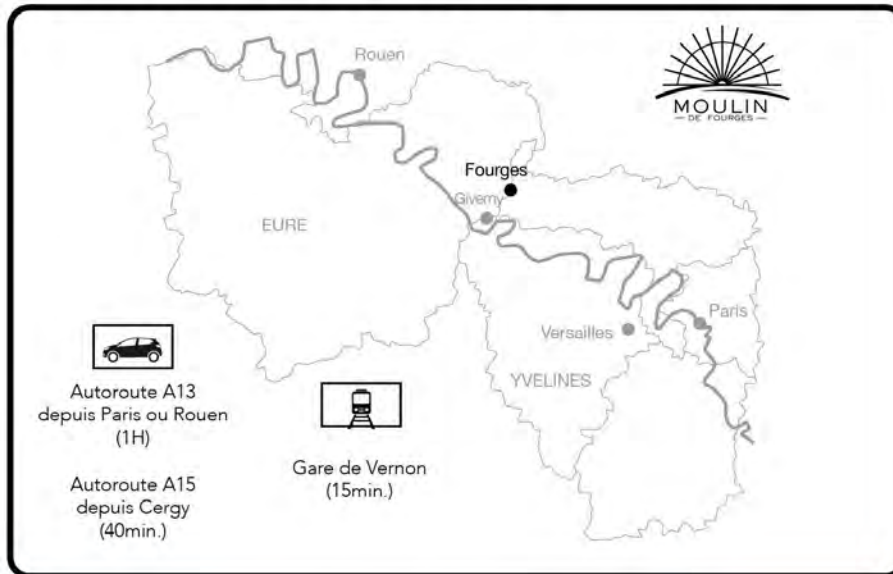 Rouen
MOULIN
DE FOURGES
Fourges
Giverny
EURE
Paris
Versailles
YVELINES
Autoroute A13
depuis Paris ou Rouen
(1H)
Gare de Vernon
(15min.)
Autoroute A15
depuis Cergy
(40min.)